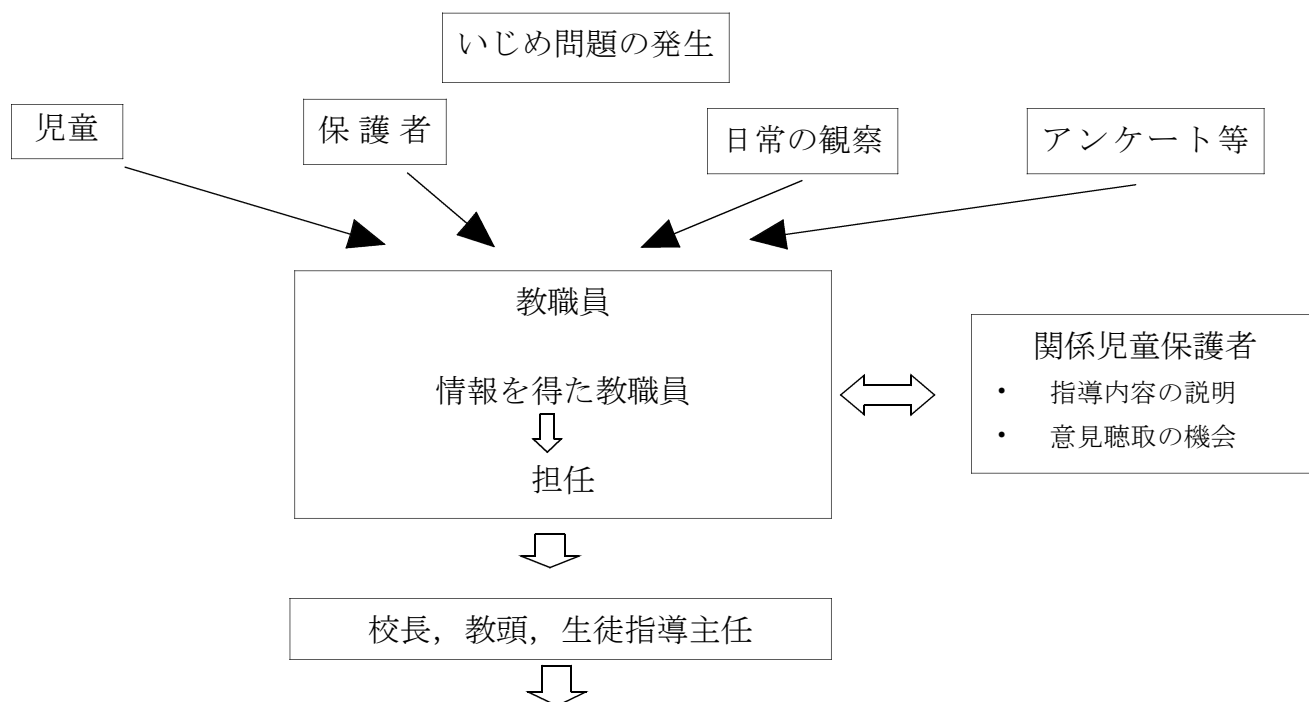 いじめ問題の発生
児童
保護者
日常の観察
アンケート等
教職員
情報を得た教職員
担任
関係児童保護者
・ 指導内容の説明
・ 意見聴取の機会
校長，教頭，生徒指導主任